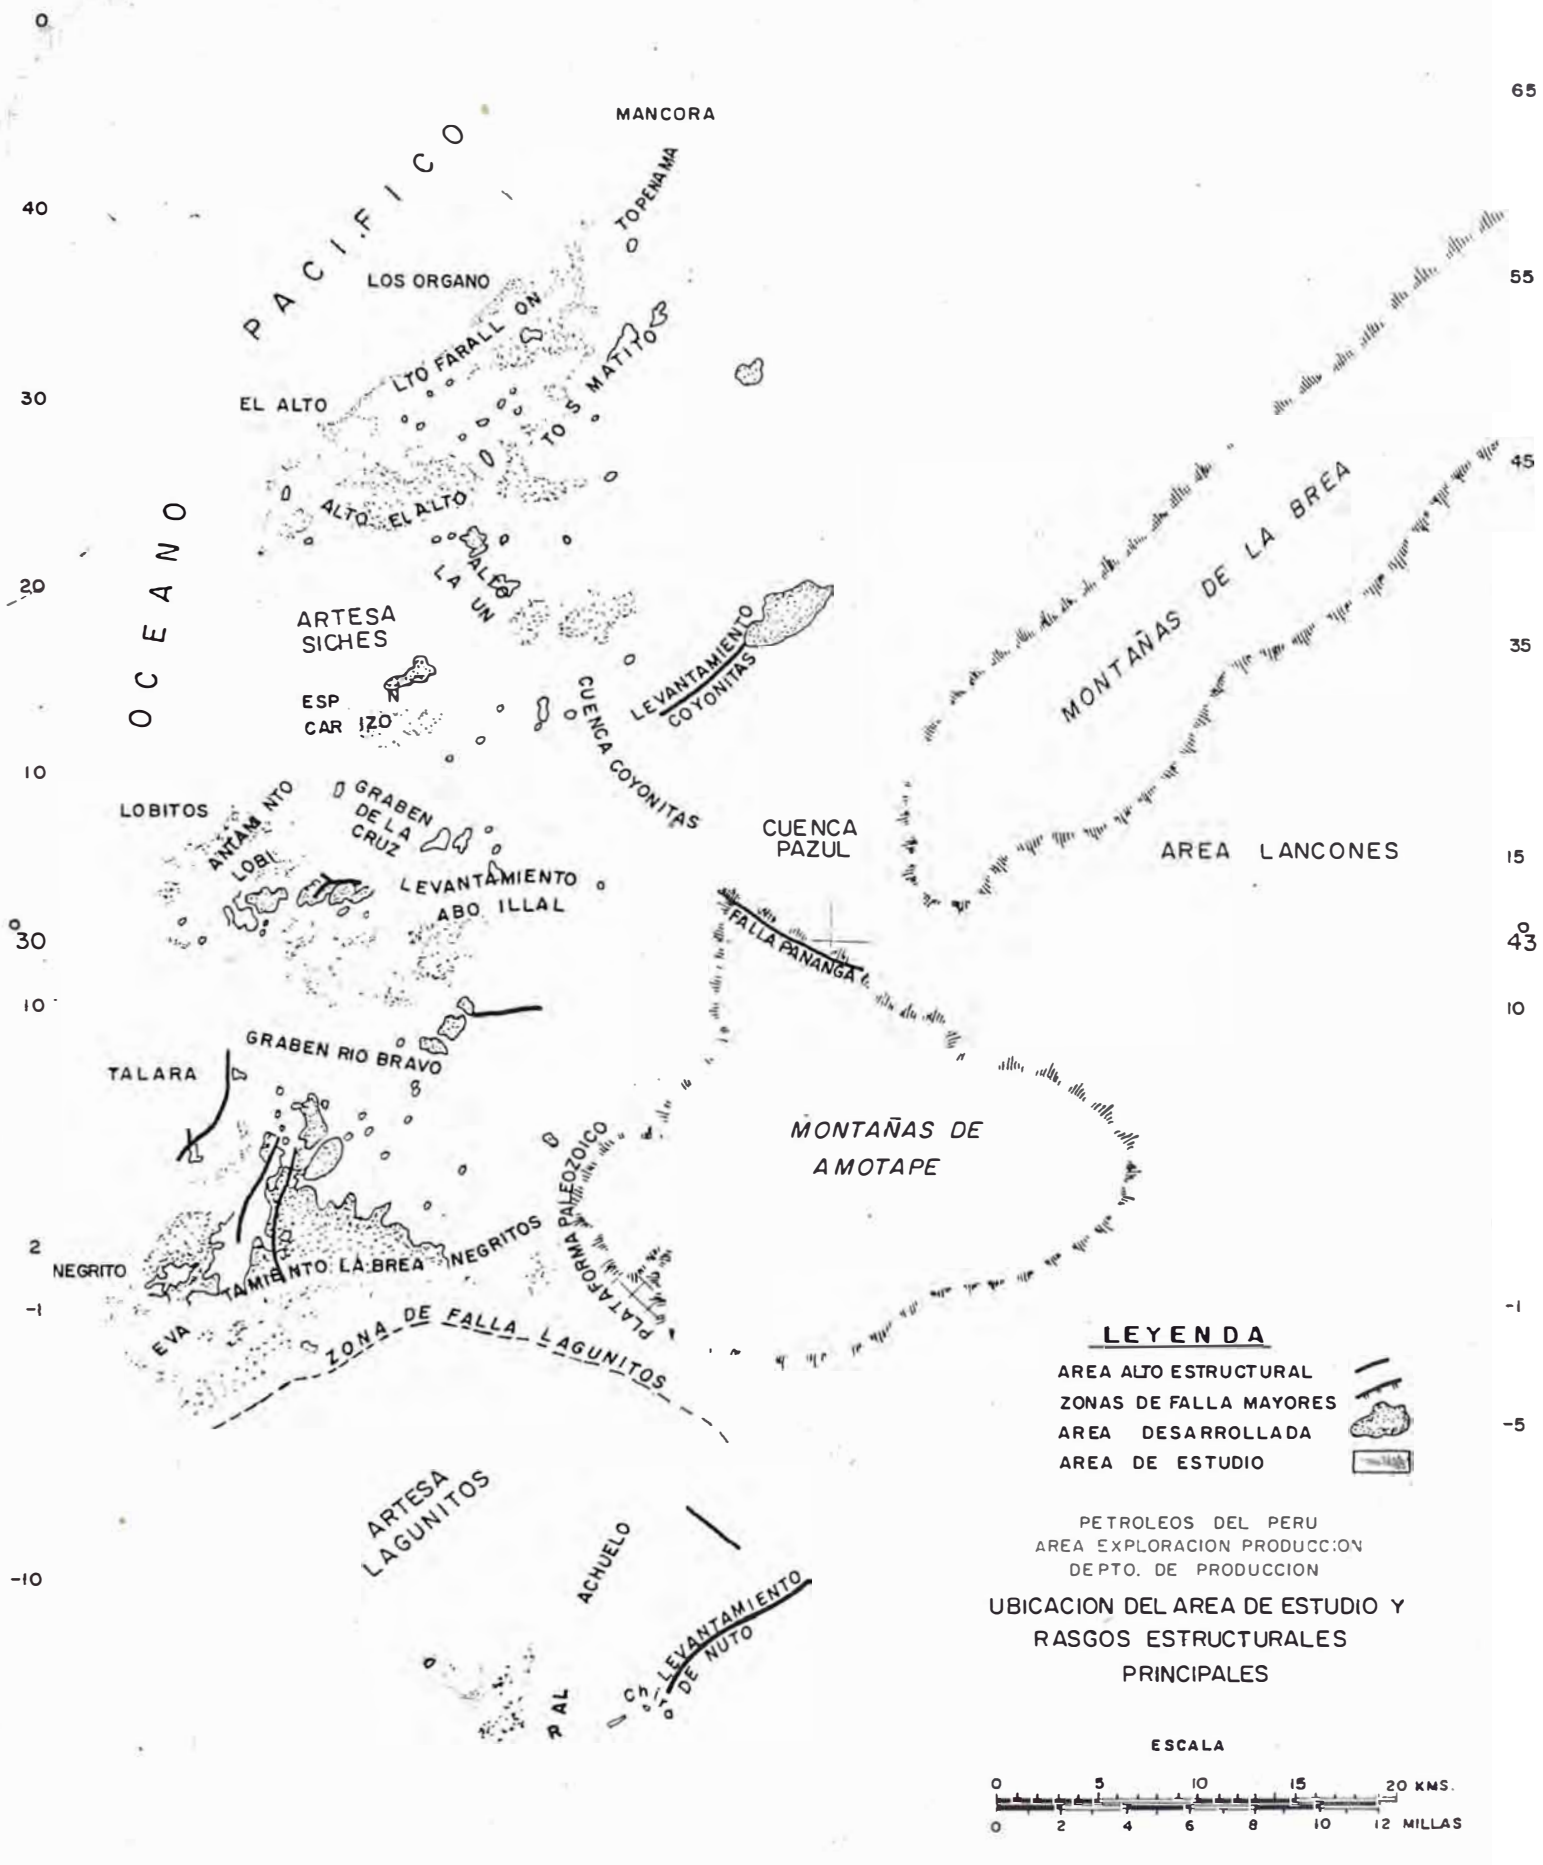 0
65
MANCORA
PACIFICO
40
TOPENAMA
LOS ORGANO
55
LTO FARALL ON
MATITO
30
EL ALTO
TO S
45
MONTAÑAS DE LA BREA
ALTO EL ALTO
OCEANO
20
ALEO
LA UN
ARTESA
SICHES
LEVANTAMIENTO
COYONITAS
35
ESP
N
CAR IZO
CUENCA COYONITAS
10
LOBITOS
ANTAM NTO
LOBI
GRABEN
DE LA
CRUZ
CUENCA
PAZUL
AREA LANCONES
15
LEVANTAMIENTO
ABO ILLAL
FALLA PANANGA
30
43
10
10
GRABEN RIO BRAVO
TALARA
MONTAÑAS DE
AMOTAPE
PLATAFORMA PALEOZOICO
2
NEGRITO
TAMIENTO LA BREA NEGRITOS
-1
-1
EVA
ZONA DE FALLA LAGUNITOS
LEYENDA
AREA ALTO ESTRUCTURAL
ZONAS DE FALLA MAYORES
AREA DESARROLLADA
AREA DE ESTUDIO
-5
ARTESA
LAGUNITOS
ACHUELO
-10
PETROLEOS DEL PERU
AREA EXPLORACION PRODUCCION
DEPTO. DE PRODUCCION
UBICACION DEL AREA DE ESTUDIO Y
RASGOS ESTRUCTURALES
PRINCIPALES
LEVANTAMIENTO
DE NUTO
Chira
RAL
ESCALA
0 5 10 15 20 KMS.
0 2 4 6 8 10 12 MILLAS